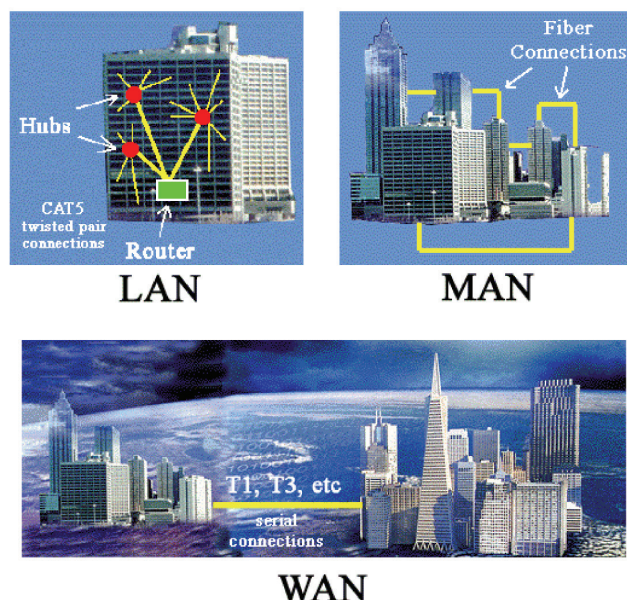 Hubs
CAT5
twisted pair
connections
Router
LAN
Fiber
Connections
MAN
T1, T3, etc
serial
connections
WAN